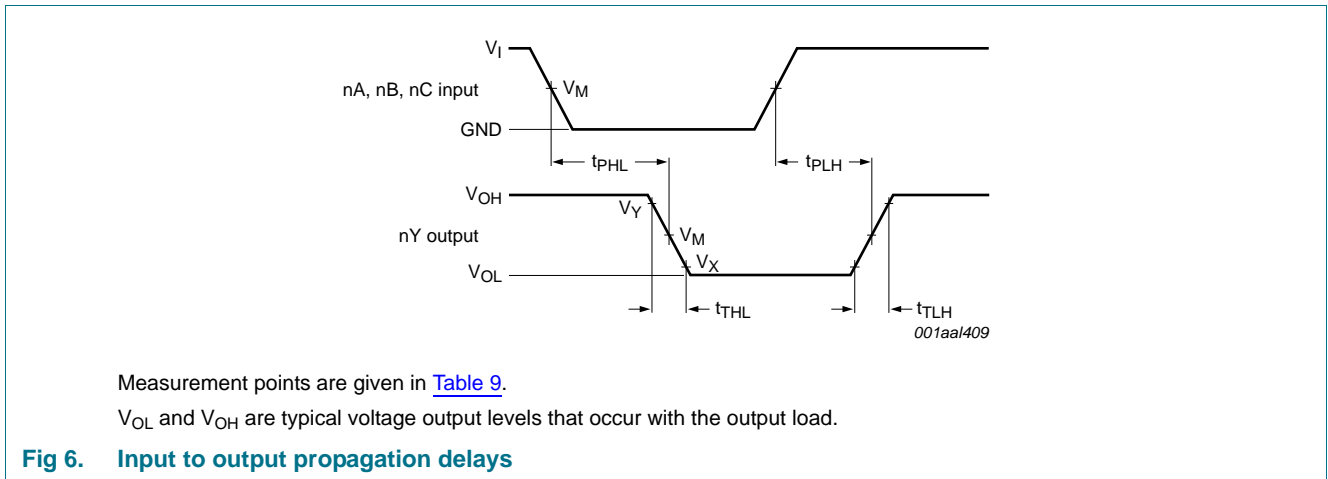 V_I
nA, nB, nC input
V_M
GND
t_PHL
t_PLH
V_OH
V_Y
nY output
V_M
V_X
V_OL
t_THL
t_TLH
001aal409
Measurement points are given in Table 9.
V_OL and V_OH are typical voltage output levels that occur with the output load.
Fig 6. Input to output propagation delays